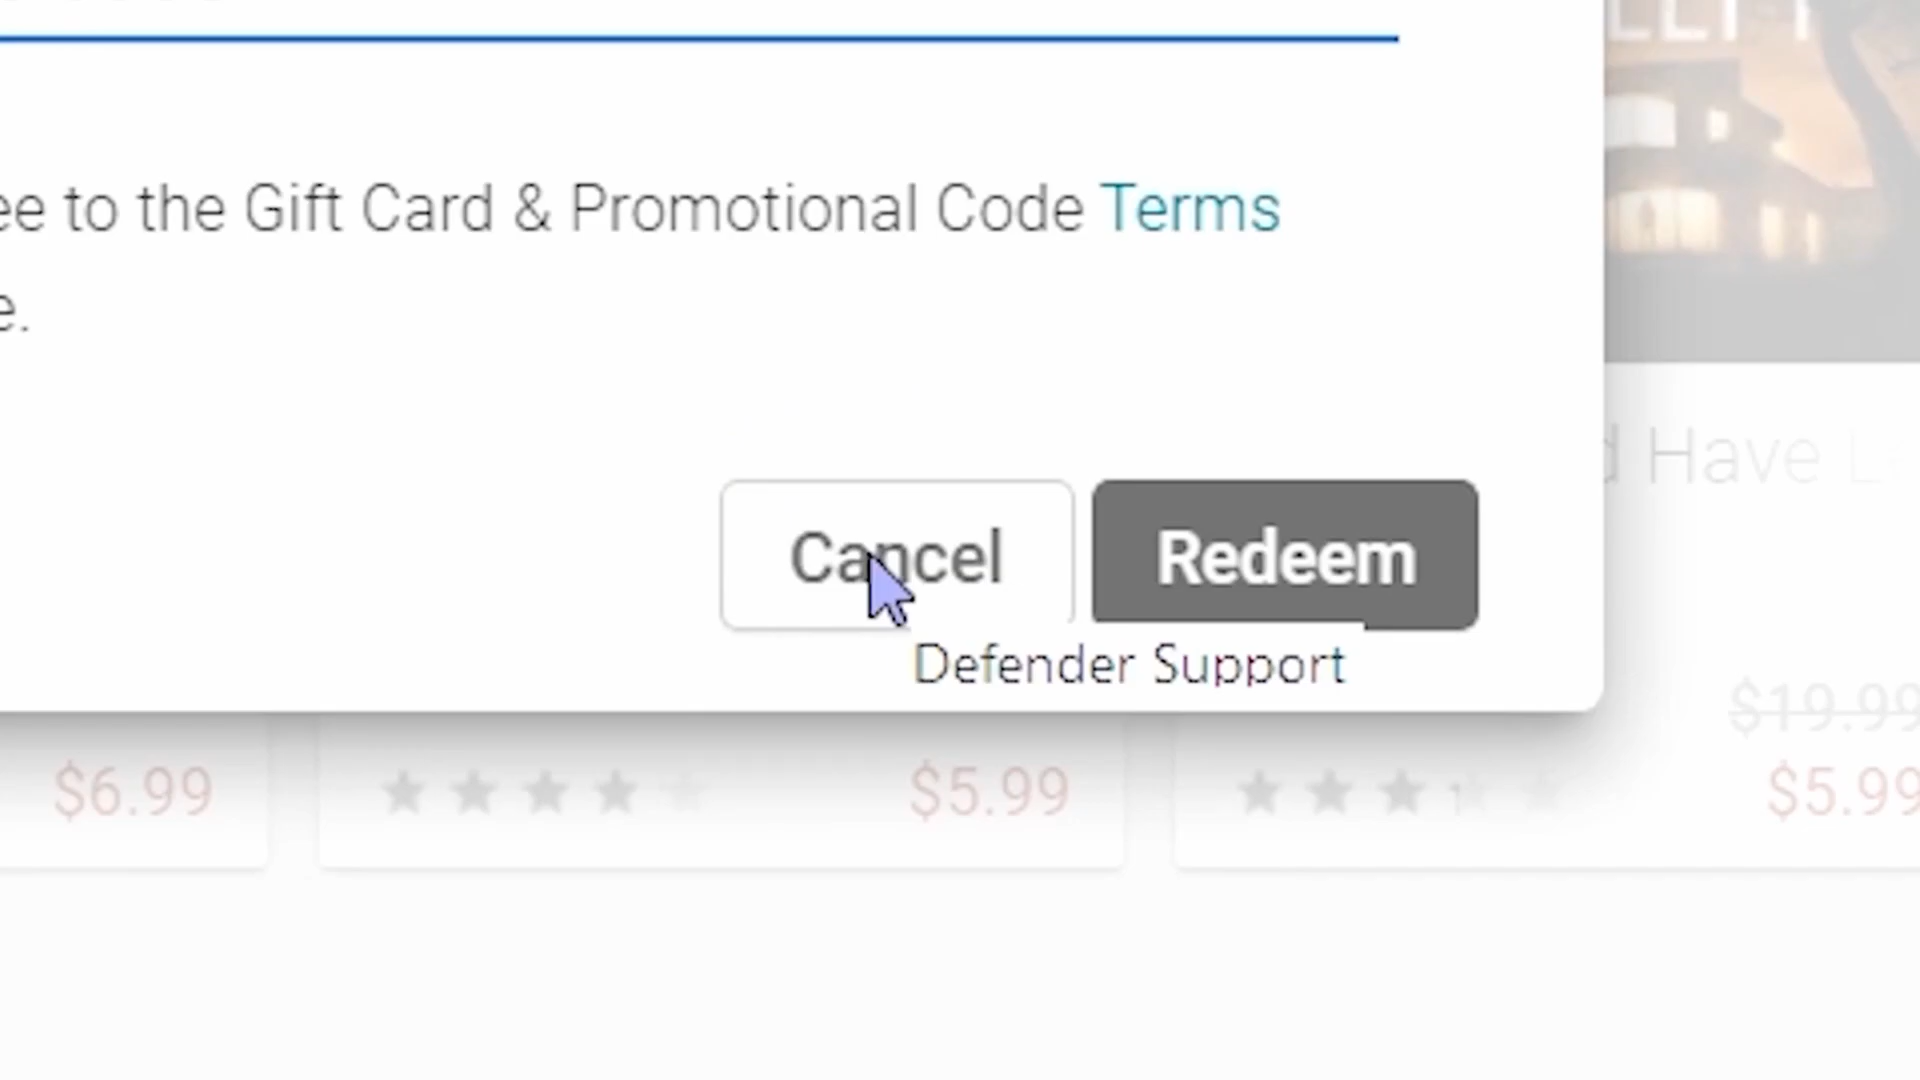 ee to the Gift Card & Promotional Code Terms
e.
d Have L
Cancel
Redeem
Defender Support
$19.99
$6.99
$5.99
$5.99